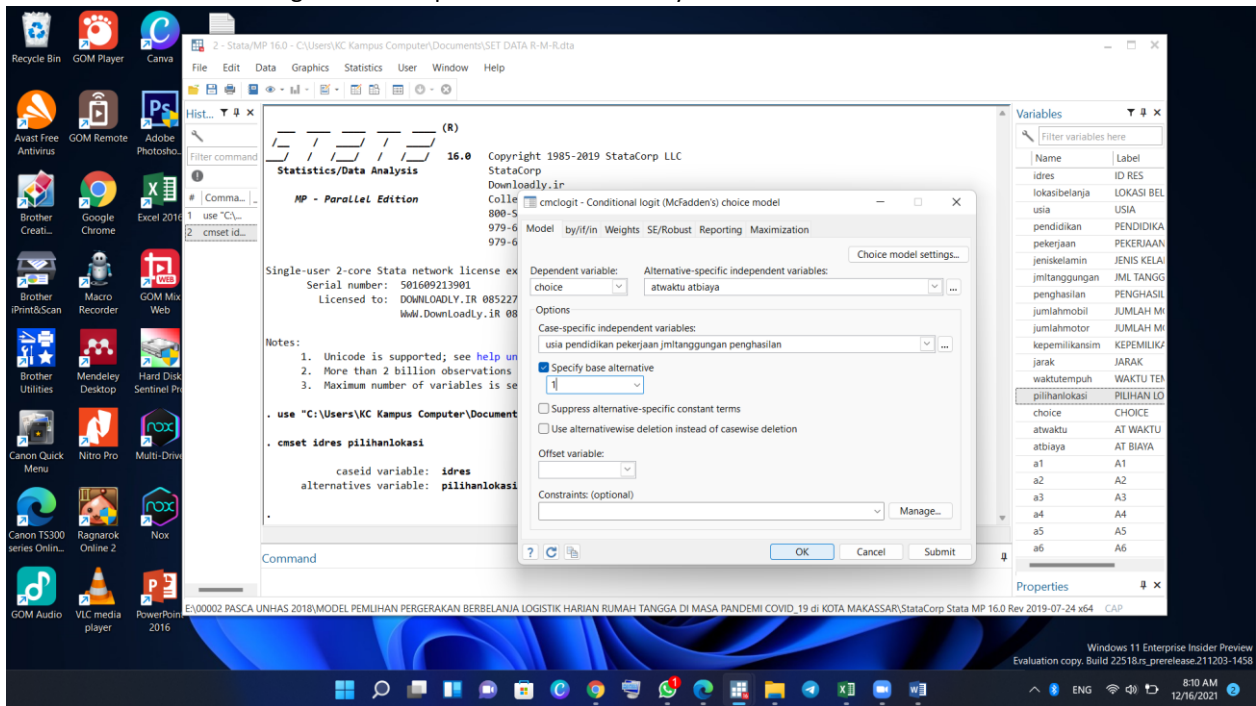 Recycle Bin
GOM Player
Canva
Avast Free Antivirus
GOM Remote
Adobe Photosho...
Brother Creati...
Google Chrome
Excel 2016
Brother iPrint&Scan
Macro Recorder
GOM Mix Web
Brother Utilities
Mendeley Desktop
Hard Disk Sentinel Pro
Canon Quick Menu
Nitro Pro
Multi-Drive
Canon TS300 series Onlin...
Ragnarok Online 2
Nox
GOM Audio
VLC media player
PowerPoint 2016
2 - Stata/MP 16.0 - C:\Users\KC Kampus Computer\Documents\SET DATA R-M-R.dta
File Edit Data Graphics Statistics User Window Help
Hist...
Filter command
# Comma...
1 use "C:\...
2 cmset id...
(R)
16.0 Copyright 1985-2019 StataCorp LLC
Statistics/Data Analysis StataCorp
Downloadly.ir
MP - Parallel Edition Colle
800-S
979-6
979-6
Single-user 2-core Stata network license ex
Serial number: 501609213901
Licensed to: DOWNLOADLY.IR 085227
WwW.DownLoadLy.iR 08
Notes:
1. Unicode is supported; see help un
2. More than 2 billion observations
3. Maximum number of variables is se
. use "C:\Users\KC Kampus Computer\Document
. cmset idres pilihanlokasi
caseid variable: idres
alternatives variable: pilihanlokasi
.
Command
cmclogit - Conditional logit (McFadden's) choice model
Model by/if/in Weights SE/Robust Reporting Maximization
Choice model settings...
Dependent variable: Alternative-specific independent variables:
choice atwaktu atbiaya ...
Options
Case-specific independent variables:
usia pendidikan pekerjaan jmltanggungan penghasilan ...
Specify base alternative
1
Suppress alternative-specific constant terms
Use alternativewise deletion instead of casewise deletion
Offset variable:
Constraints: (optional)
Manage...
OK Cancel Submit
Variables
Filter variables here
Name Label
idres ID RES
lokasibelanja LOKASI BEL
usia USIA
pendidikan PENDIDIKA
pekerjaan PEKERJAAN
jeniskelamin JENIS KELA
jmltanggungan JML TANGG
penghasilan PENGHASIL
jumlahmobil JUMLAH M
jumlahmotor JUMLAH M
kepemilikansim KEPEMILIKA
jarak JARAK
waktutempuh WAKTU TEM
pilihanlokasi PILIHAN LO
choice CHOICE
atwaktu AT WAKTU
atbiaya AT BIAYA
a1 A1
a2 A2
a3 A3
a4 A4
a5 A5
a6 A6
Properties
E:\00002 PASCA UNHAS 2018\MODEL PEMLIHAN PERGERAKAN BERBELANJA LOGISTIK HARIAN RUMAH TANGGA DI MASA PANDEMI COVID_19 di KOTA MAKASSAR\StataCorp Stata MP 16.0 Rev 2019-07-24 x64 CAP
Windows 11 Enterprise Insider Preview
Evaluation copy. Build 22518.rs_prerelease.211203-1458
ENG
8:10 AM
12/16/2021
2